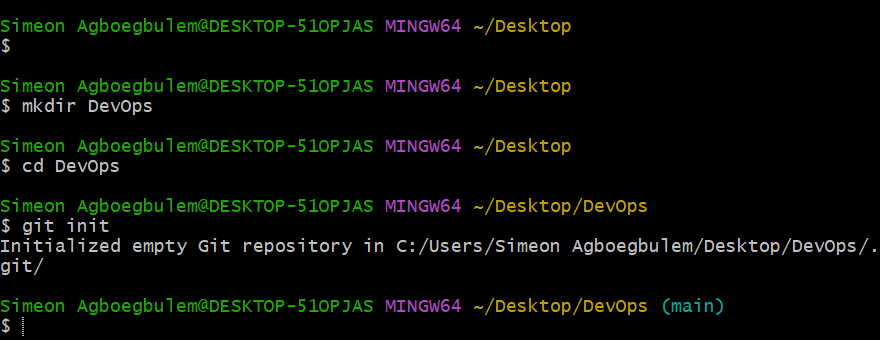 Simeon Agboegbulem@DESKTOP-51OPJAS MINGW64 ~/Desktop
$
Simeon Agboegbulem@DESKTOP-51OPJAS MINGW64 ~/Desktop
$ mkdir DevOps
Simeon Agboegbulem@DESKTOP-51OPJAS MINGW64 ~/Desktop
$ cd DevOps
Simeon Agboegbulem@DESKTOP-51OPJAS MINGW64 ~/Desktop/DevOps
$ git init
Initialized empty Git repository in C:/Users/Simeon Agboegbulem/Desktop/DevOps/.
git/
Simeon Agboegbulem@DESKTOP-51OPJAS MINGW64 ~/Desktop/DevOps (main)
$